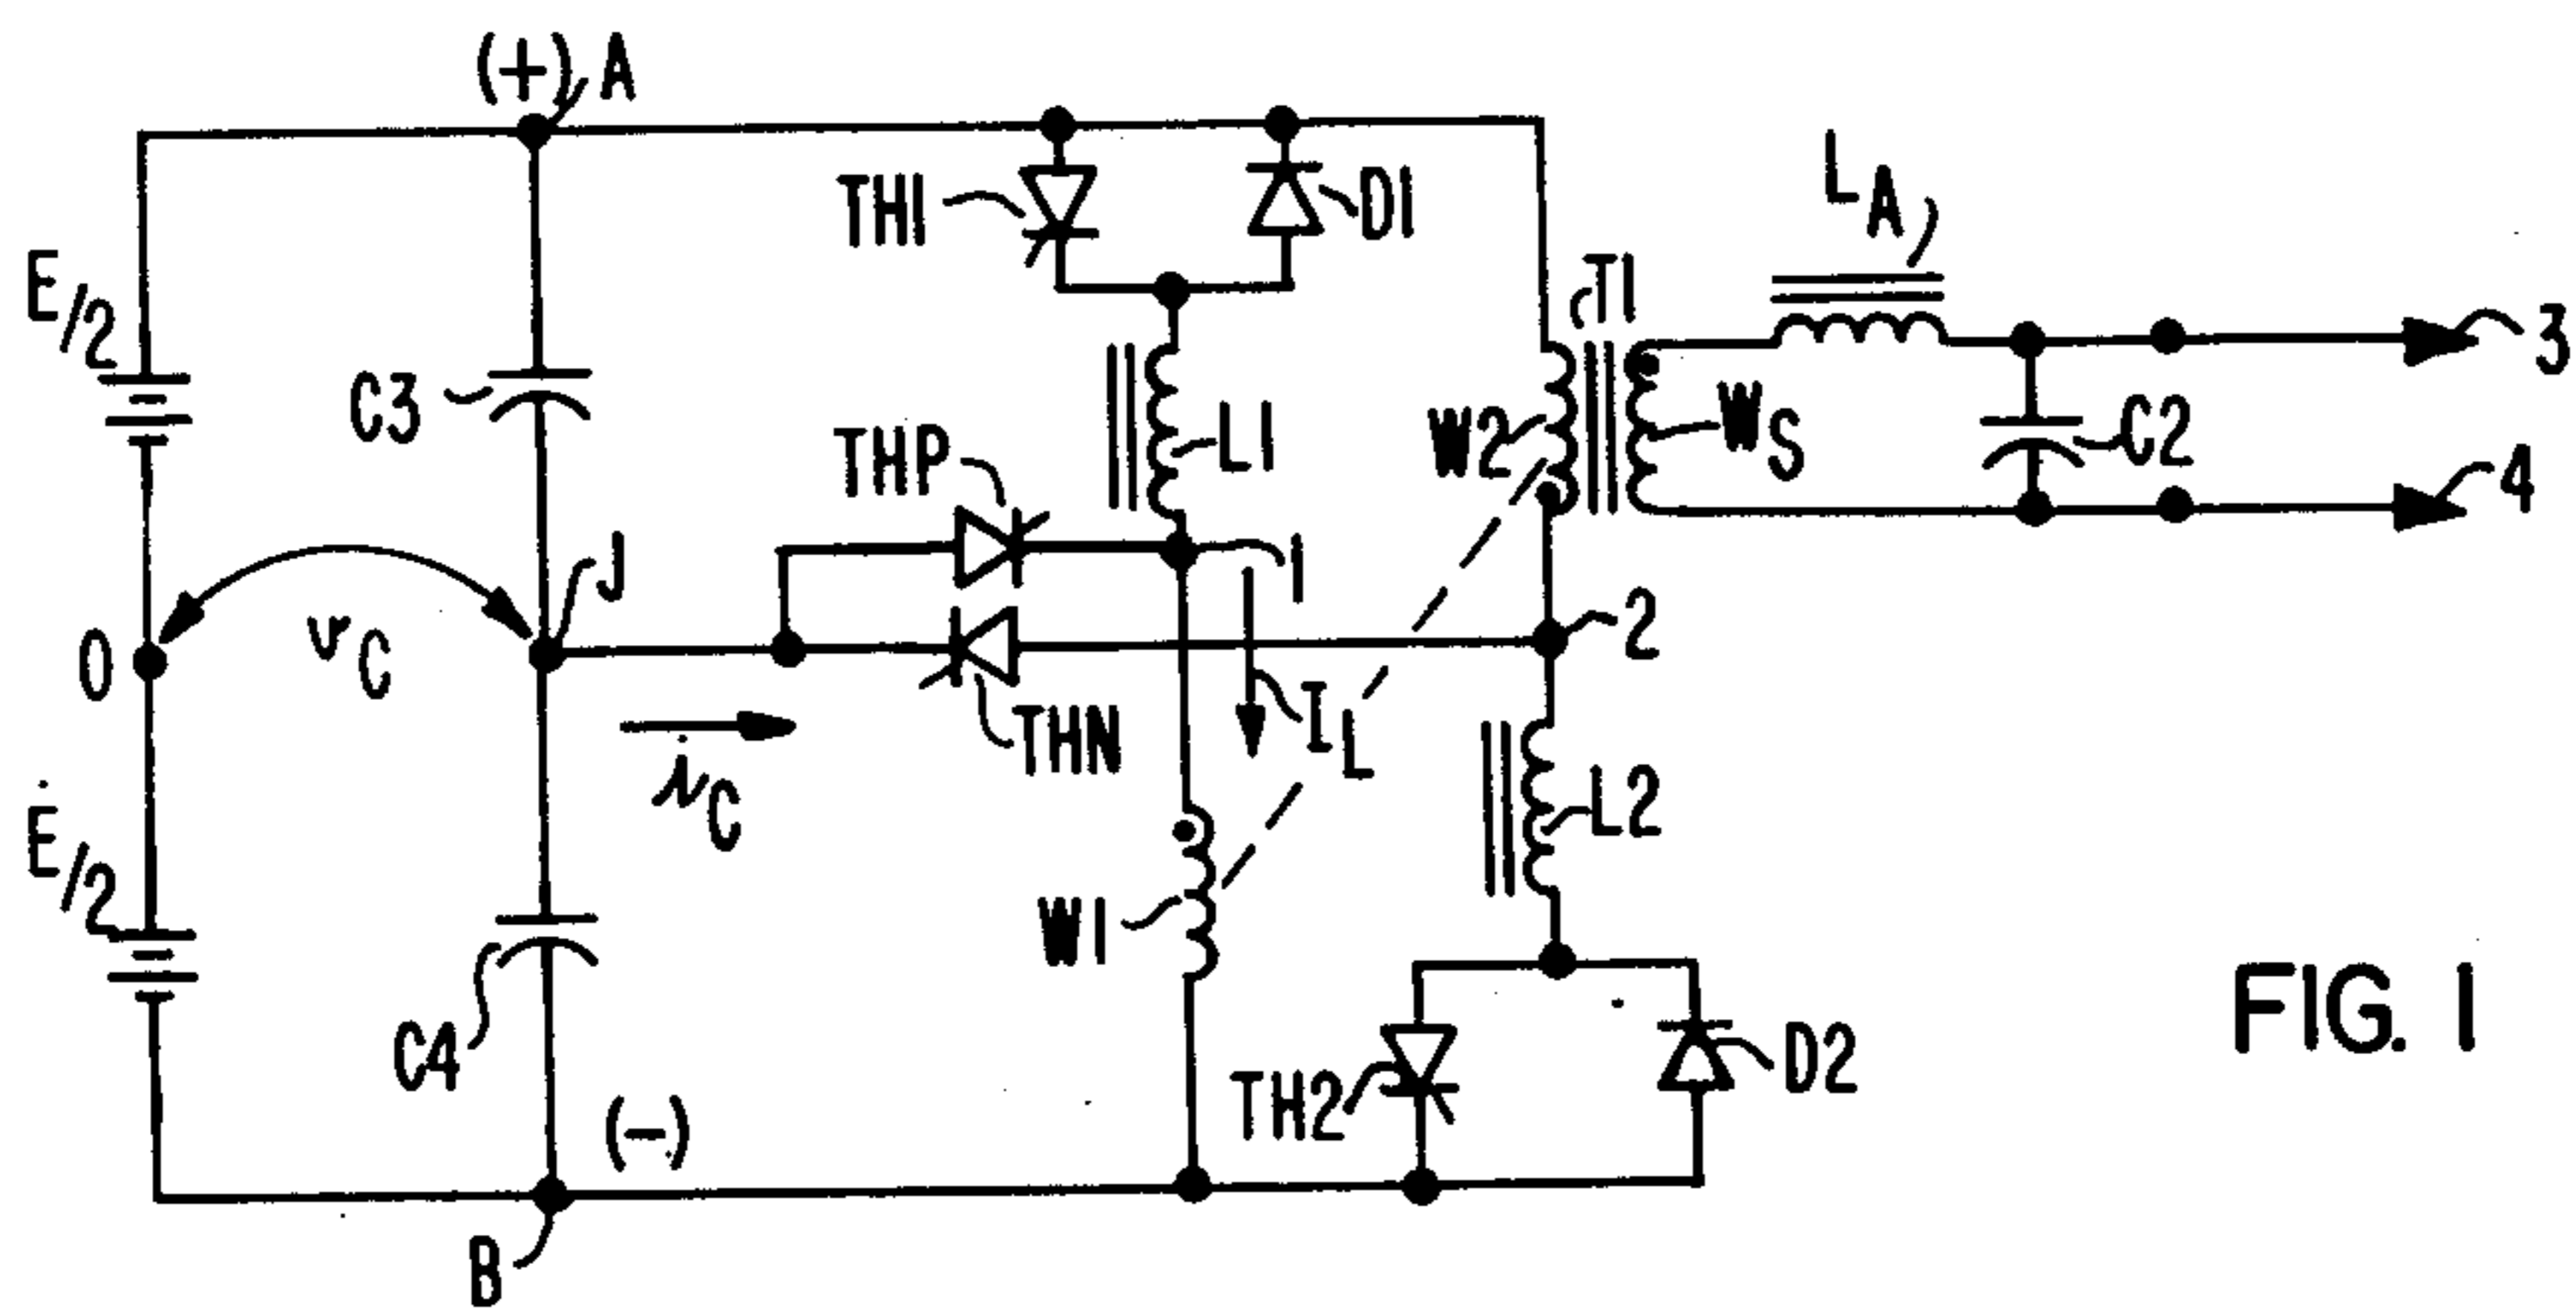 (+) A
TH1
D1
LA
E/2
T1
3
C3
L1
W2
WS
C2
THP
4
J
1
2
O
vC
THN
IL
iC
L2
E/2
W1
C4
TH2
D2
FIG. 1
(-)
B